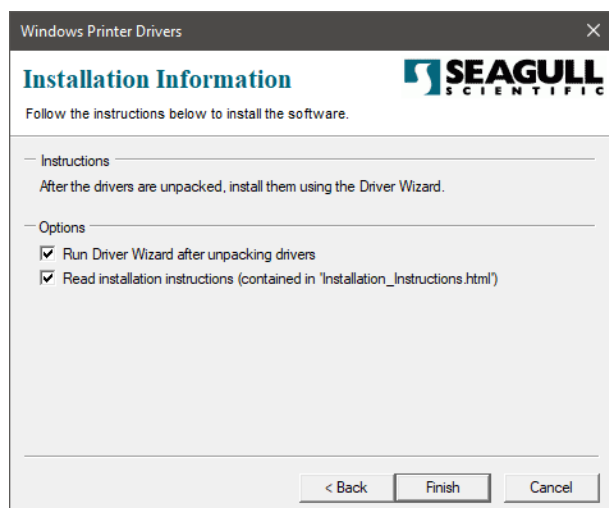 Windows Printer Drivers
Installation Information
SEAGULL
SCIENTIFIC
Follow the instructions below to install the software.
Instructions
After the drivers are unpacked, install them using the Driver Wizard.
Options
Run Driver Wizard after unpacking drivers
Read installation instructions (contained in 'Installation_Instructions.html')
< Back Finish Cancel